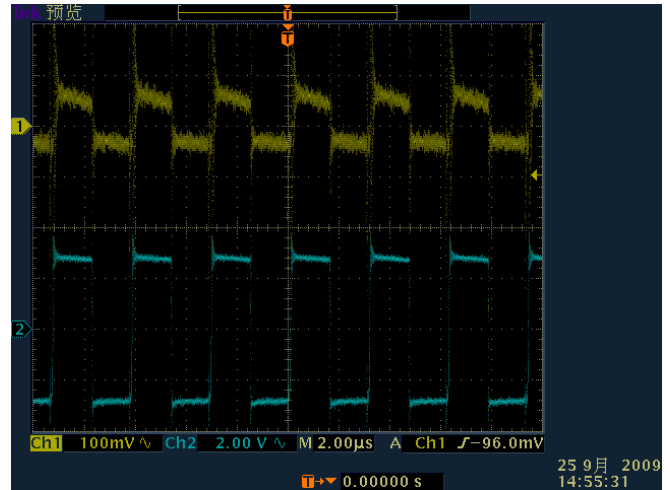 Tek 预览
T
T
1
2
Ch1 100mV ∿ Ch2 2.00 V ∿ M 2.00µs A Ch1 ƒ -96.0mV
T→▼ 0.00000 s
25 9月 2009
14:55:31